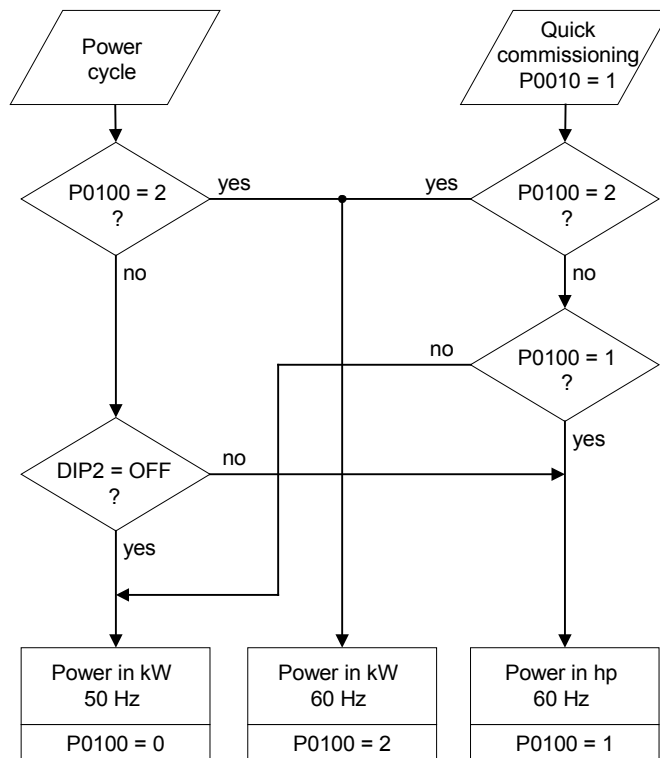 Power
cycle
Quick
commissioning
P0010 = 1
P0100 = 2
?
yes
yes
P0100 = 2
?
no
no
no
P0100 = 1
?
yes
DIP2 = OFF
?
no
yes
Power in kW
50 Hz
P0100 = 0
Power in kW
60 Hz
P0100 = 2
Power in hp
60 Hz
P0100 = 1